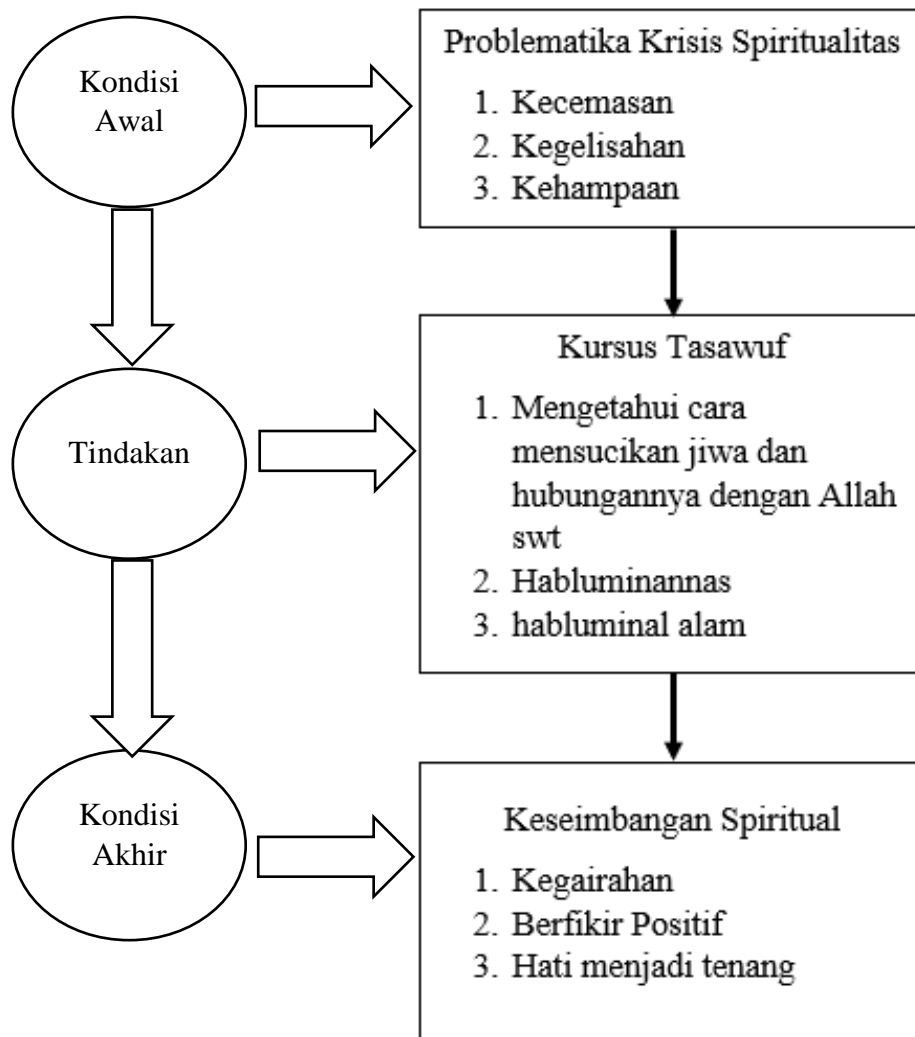 Kondisi
Awal
Problematika Krisis Spiritualitas
1. Kecemasan
2. Kegelisahan
3. Kehampaan
Tindakan
Kursus Tasawuf
1. Mengetahui cara
mensucikan jiwa dan
hubungannya dengan Allah
swt
2. Habluminannas
3. habluminal alam
Kondisi
Akhir
Keseimbangan Spiritual
1. Kegairahan
2. Berfikir Positif
3. Hati menjadi tenang